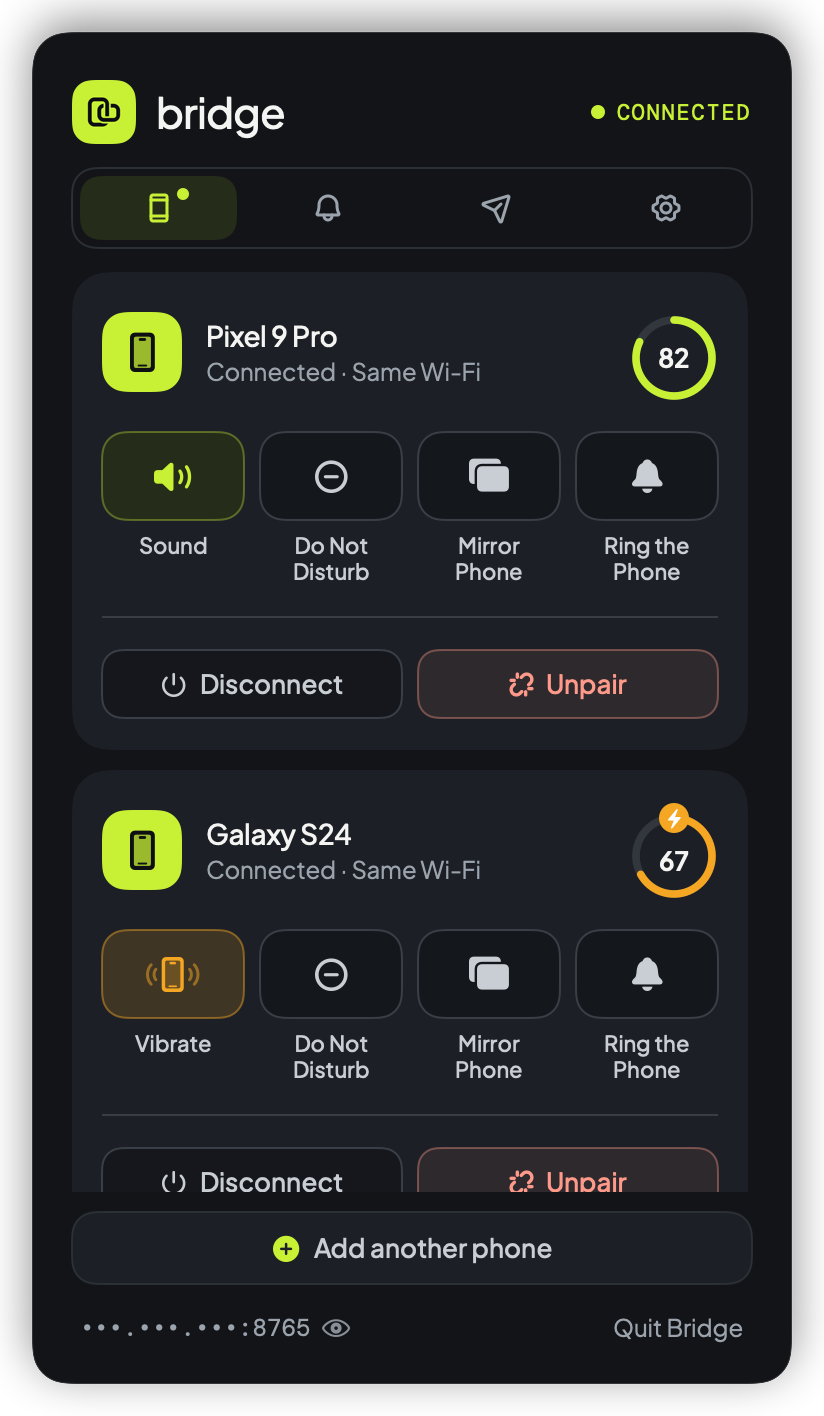 bridge
CONNECTED
Pixel 9 Pro
Connected · Same Wi-Fi
82
Sound
Do Not
Disturb
Mirror
Phone
Ring the
Phone
Disconnect
Unpair
Galaxy S24
Connected · Same Wi-Fi
67
Vibrate
Do Not
Disturb
Mirror
Phone
Ring the
Phone
Disconnect
Unpair
Add another phone
•••.•••.•••:8765
Quit Bridge